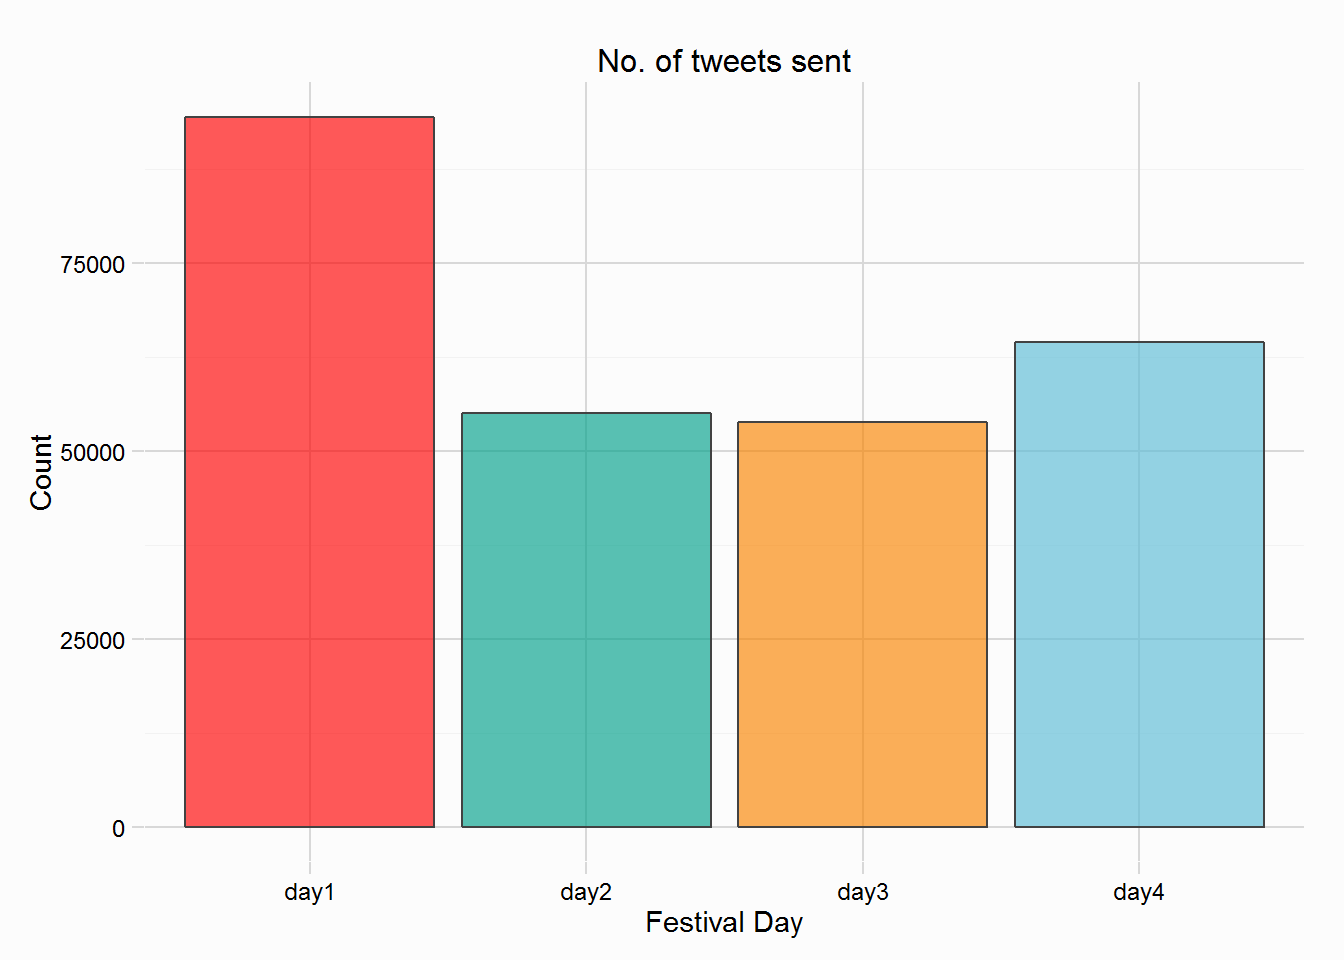 No. of tweets sent
Count
75000
50000
25000
0
day1 day2 day3 day4
Festival Day